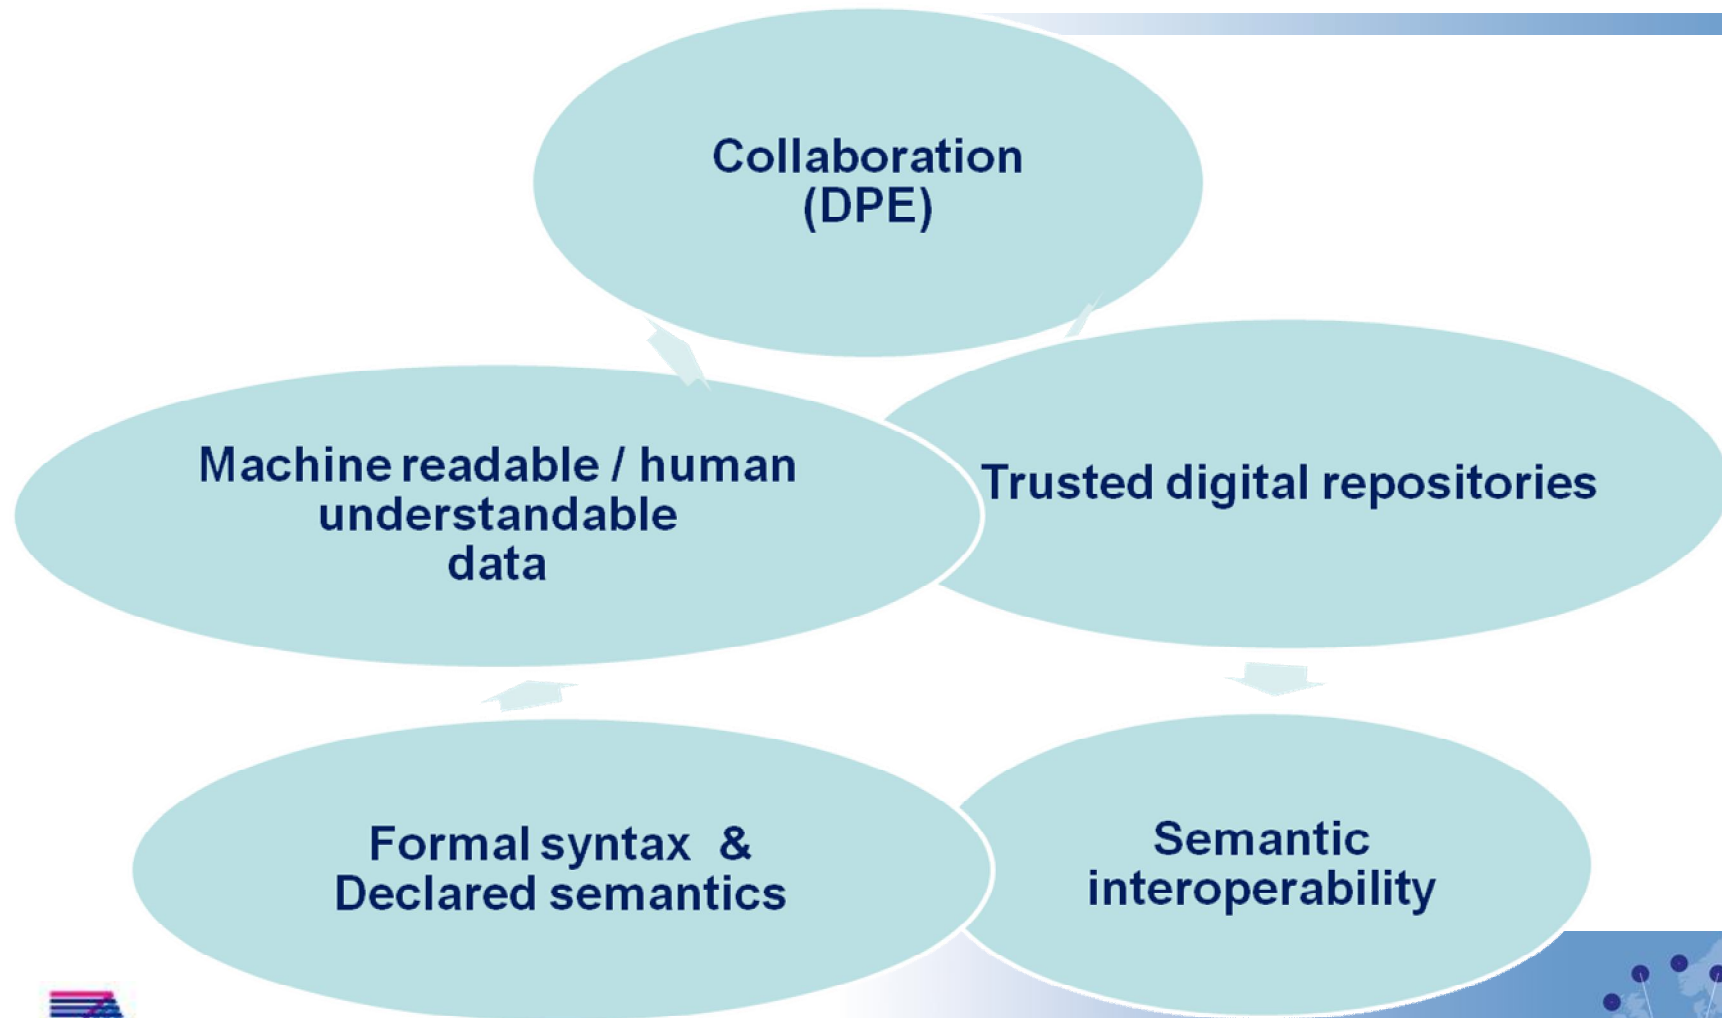 Collaboration
(DPE)
Machine readable / human
understandable
data
Trusted digital repositories
Formal syntax & 
Declared semantics
Semantic
interoperability